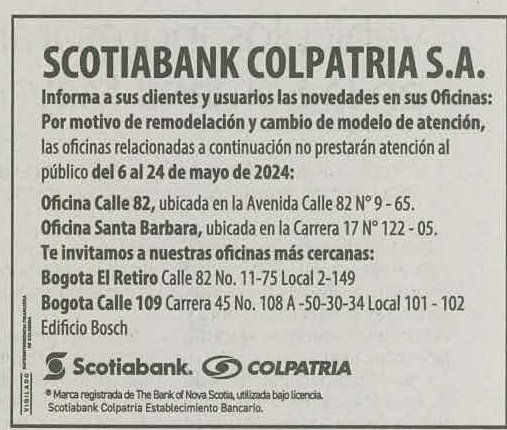 SCOTIABANK COLPATRIA S.A.
Informa a sus clientes y usuarios las novedades en sus Oficinas:
Por motivo de remodelación y cambio de modelo de atención,
las oficinas relacionadas a continuación no prestarán atención al
público del 6 al 24 de mayo de 2024:
Oficina Calle 82, ubicada en la Avenida Calle 82 N° 9 - 65.
Oficina Santa Barbara, ubicada en la Carrera 17 N° 122 - 05.
Te invitamos a nuestras oficinas más cercanas:
Bogota El Retiro Calle 82 No. 11-75 Local 2-149
Bogota Calle 109 Carrera 45 No. 108 A -50-30-34 Local 101 - 102
Edificio Bosch
Scotiabank. COLPATRIA
® Marca registrada de The Bank of Nova Scotia, utilizada bajo licencia.
Scotiabank Colpatria Establecimiento Bancario.
VIGILADO SUPERINTENDENCIA FINANCIERA
DE COLOMBIA